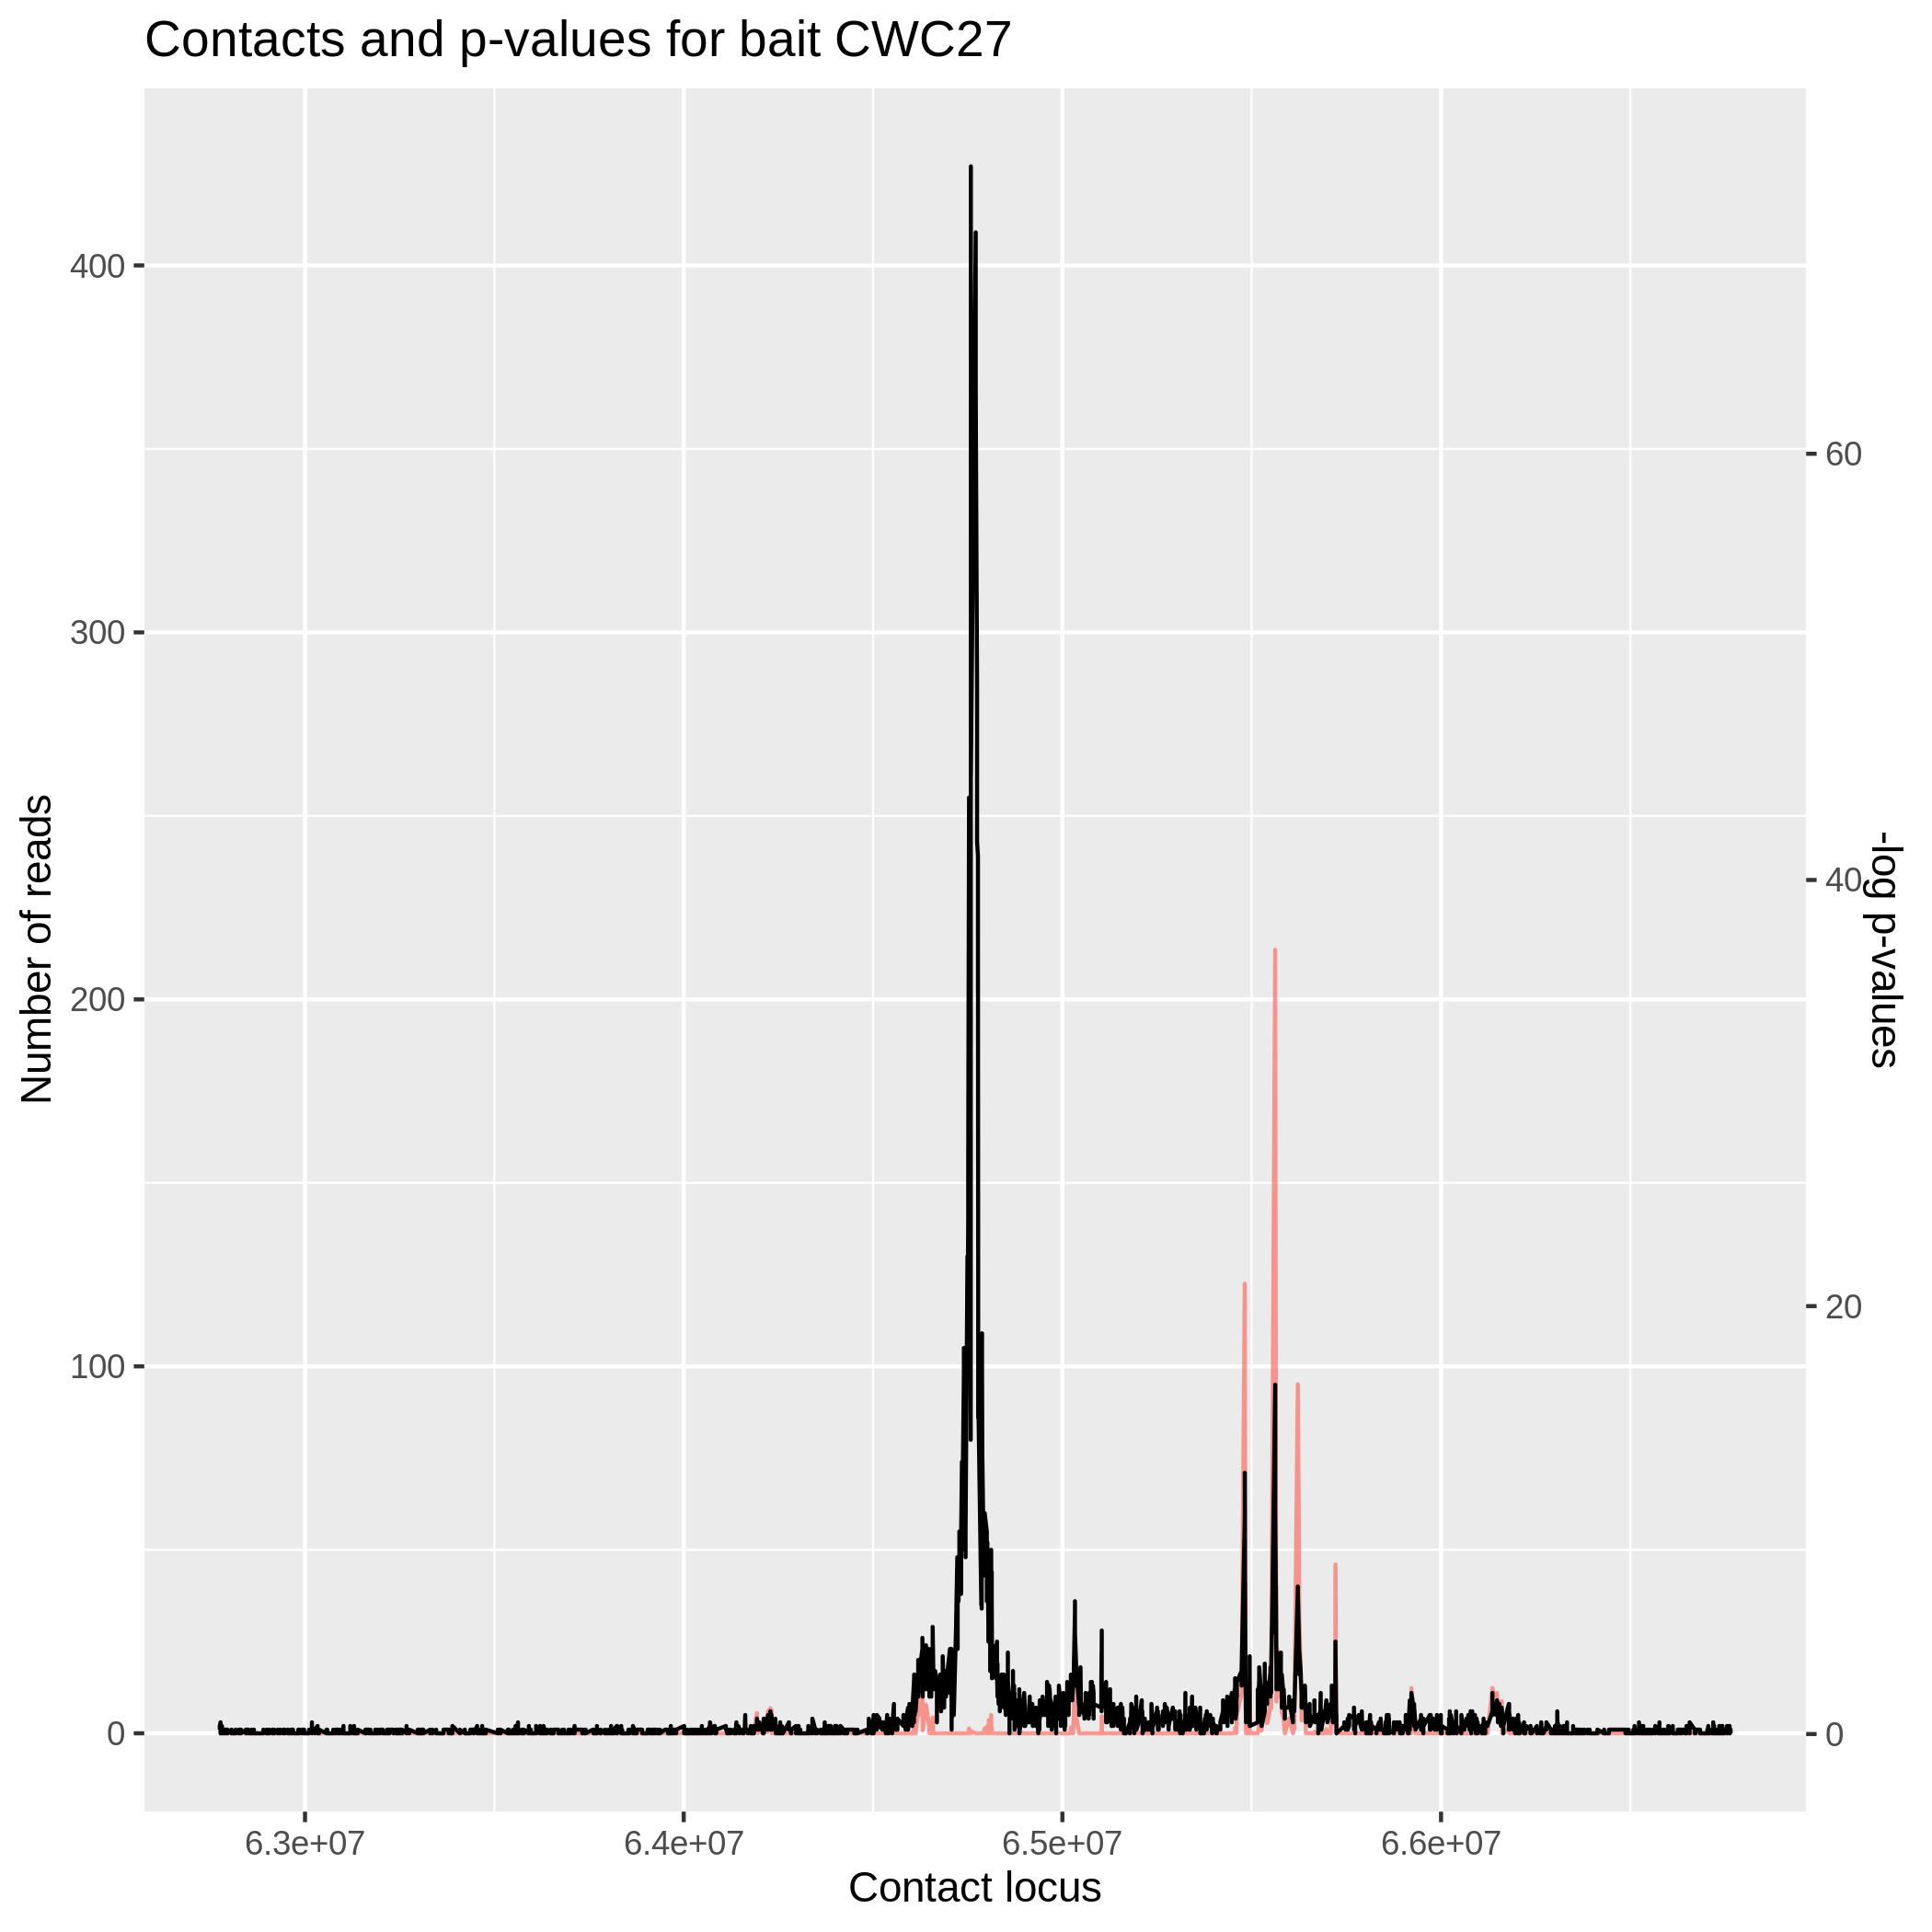 Contacts and p-values for bait CWC27
Number of reads
400
300
200
100
0
60
40
20
0
-log p-values
6.3e+07
6.4e+07
6.5e+07
6.6e+07
Contact locus